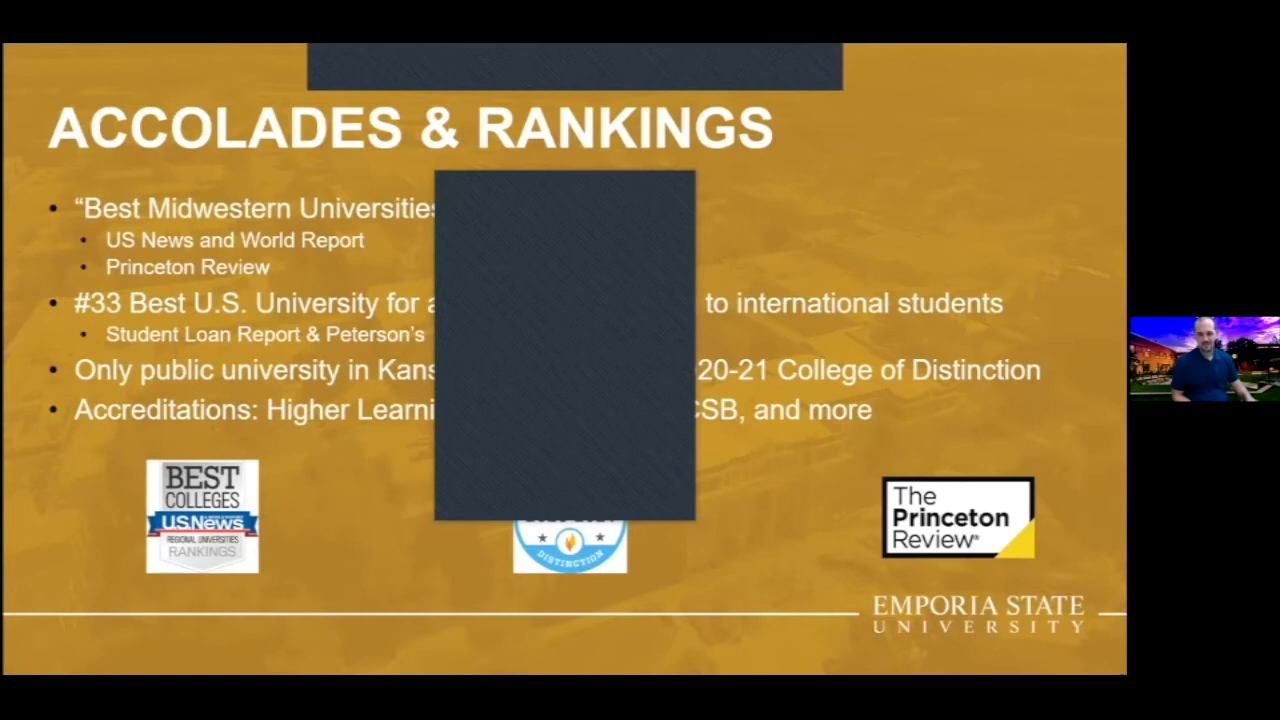 ACCOLADES & RANKINGS
• “Best Midwestern Universities
• US News and World Report
• Princeton Review
• #33 Best U.S. University for a to international students
• Student Loan Report & Peterson’s
• Only public university in Kans 20-21 College of Distinction
• Accreditations: Higher Learni CSB, and more
BEST
COLLEGES
U.S.News
REGIONAL UNIVERSITIES
RANKINGS
DISTINCTION
The
Princeton
Review®
EMPORIA STATE
UNIVERSITY